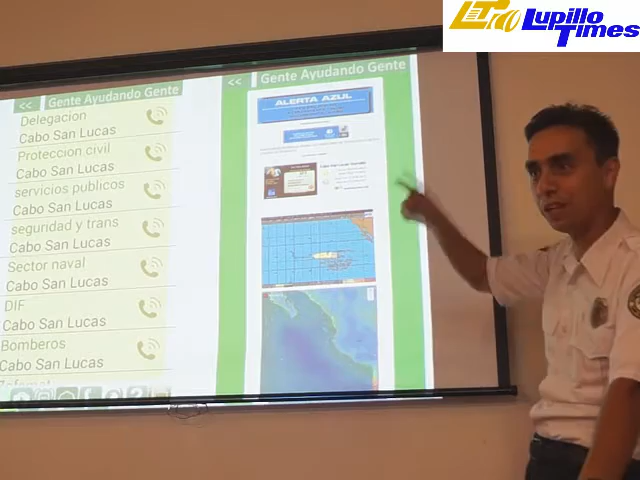 LT Lupillo
Times
<< Gente Ayudando Gente
Delegacion
Cabo San Lucas
Proteccion civil
Cabo San Lucas
servicios publicos
Cabo San Lucas
seguridad y trans
Cabo San Lucas
Sector naval
Cabo San Lucas
DIF
Cabo San Lucas
Bomberos
Cabo San Lucas
<< Gente Ayudando Gente
ALERTA AZUL